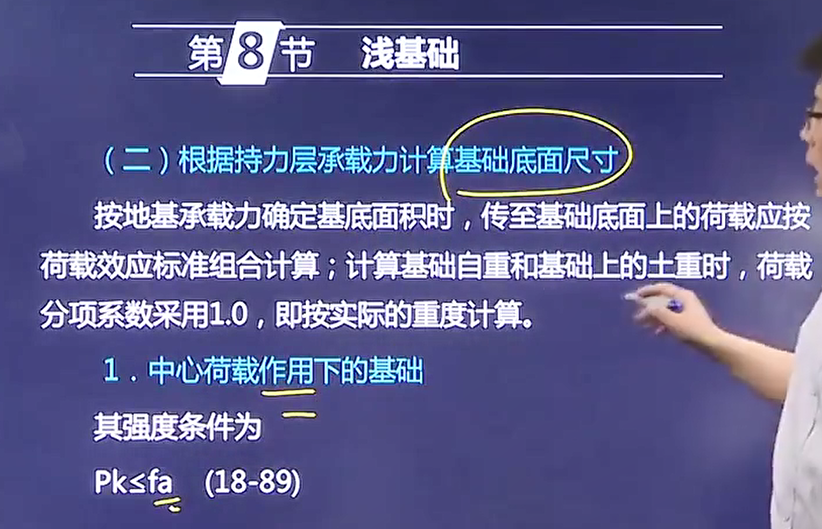 第8节 浅基础
（二）根据持力层承载力计算基础底面尺寸
按地基承载力确定基底面积时，传至基础底面上的荷载应按
荷载效应标准组合计算；计算基础自重和基础上的土重时，荷载
分项系数采用1.0，即按实际的重度计算。
1．中心荷载作用下的基础
其强度条件为
Pk≤fa (18-89)